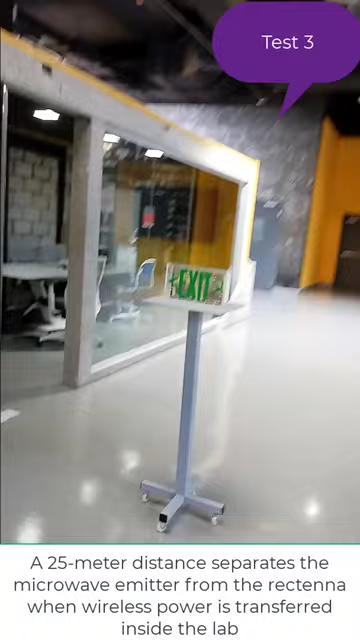 Test 3
EXIT
A 25-meter distance separates the
microwave emitter from the rectenna
when wireless power is transferred
inside the lab